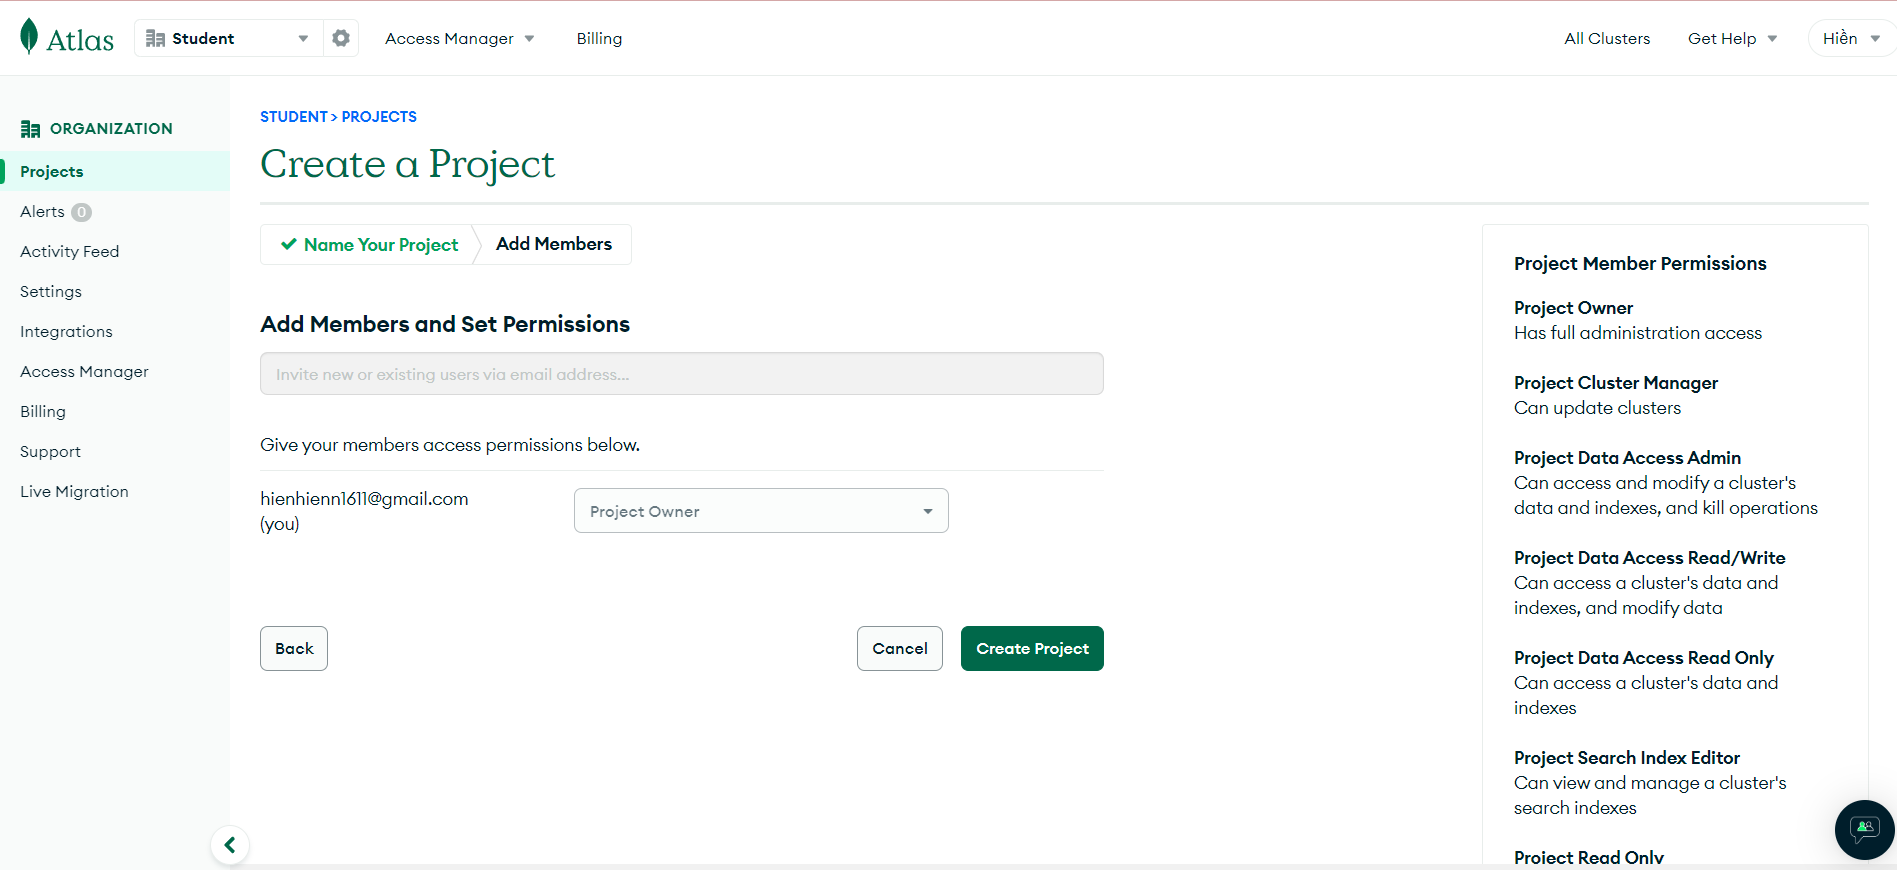 Atlas
Student
Access Manager
Billing
All Clusters
Get Help
Hiền
ORGANIZATION
Projects
Alerts 0
Activity Feed
Settings
Integrations
Access Manager
Billing
Support
Live Migration
STUDENT > PROJECTS
Create a Project
Name Your Project
Add Members
Add Members and Set Permissions
Invite new or existing users via email address...
Give your members access permissions below.
hienhienn1611@gmail.com
(you)
Project Owner
Back
Cancel
Create Project
Project Member Permissions
Project Owner
Has full administration access
Project Cluster Manager
Can update clusters
Project Data Access Admin
Can access and modify a cluster's
data and indexes, and kill operations
Project Data Access Read/Write
Can access a cluster's data and
indexes, and modify data
Project Data Access Read Only
Can access a cluster's data and
indexes
Project Search Index Editor
Can view and manage a cluster's
search indexes
Project Read Only